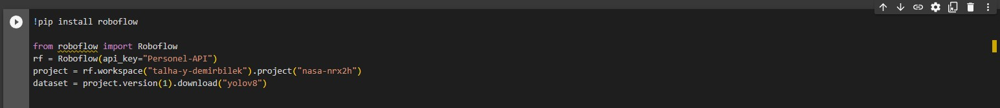 !pip install roboflow
from roboflow import Roboflow
rf = Roboflow(api_key="Personel-API")
project = rf.workspace("talha-y-demirbilek").project("nasa-nrx2h")
dataset = project.version(1).download("yolov8")